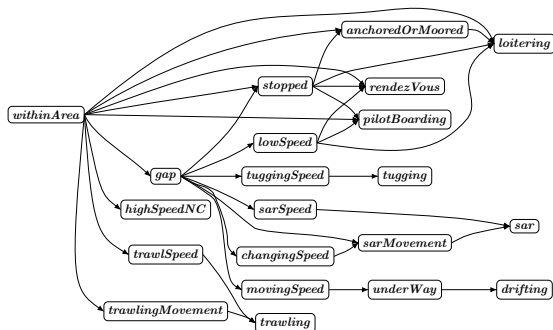 anchoredOrMoored
loitering
stopped
rendezVous
withinArea
pilotBoarding
lowSpeed
gap
tuggingSpeed
tugging
highSpeedNC
sarSpeed
sar
changingSpeed
sarMovement
trawlSpeed
movingSpeed
underWay
drifting
trawlingMovement
trawling